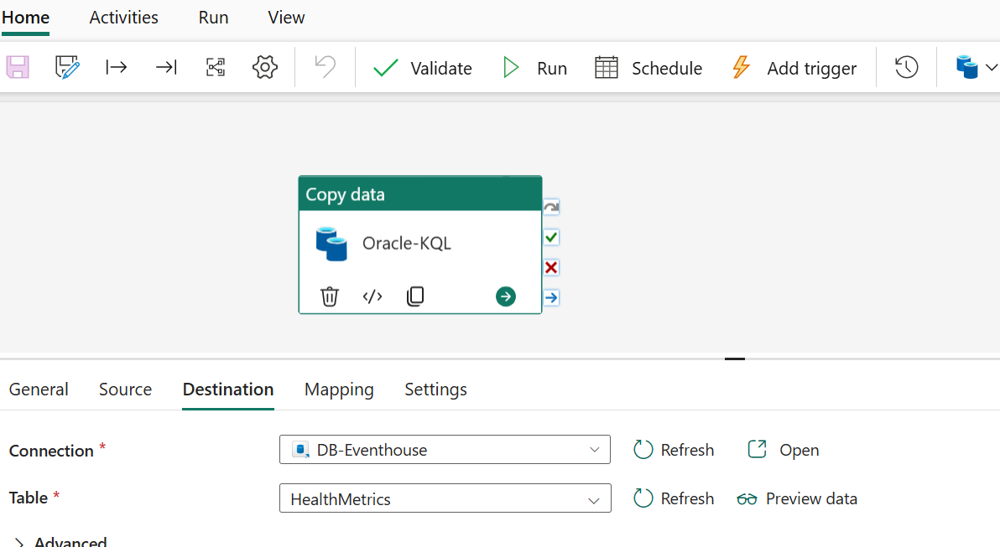 Home Activities Run View
Validate Run Schedule Add trigger
Copy data
Oracle-KQL
General Source Destination Mapping Settings
Connection * DB-Eventhouse Refresh Open
Table * HealthMetrics Refresh Preview data
Advanced